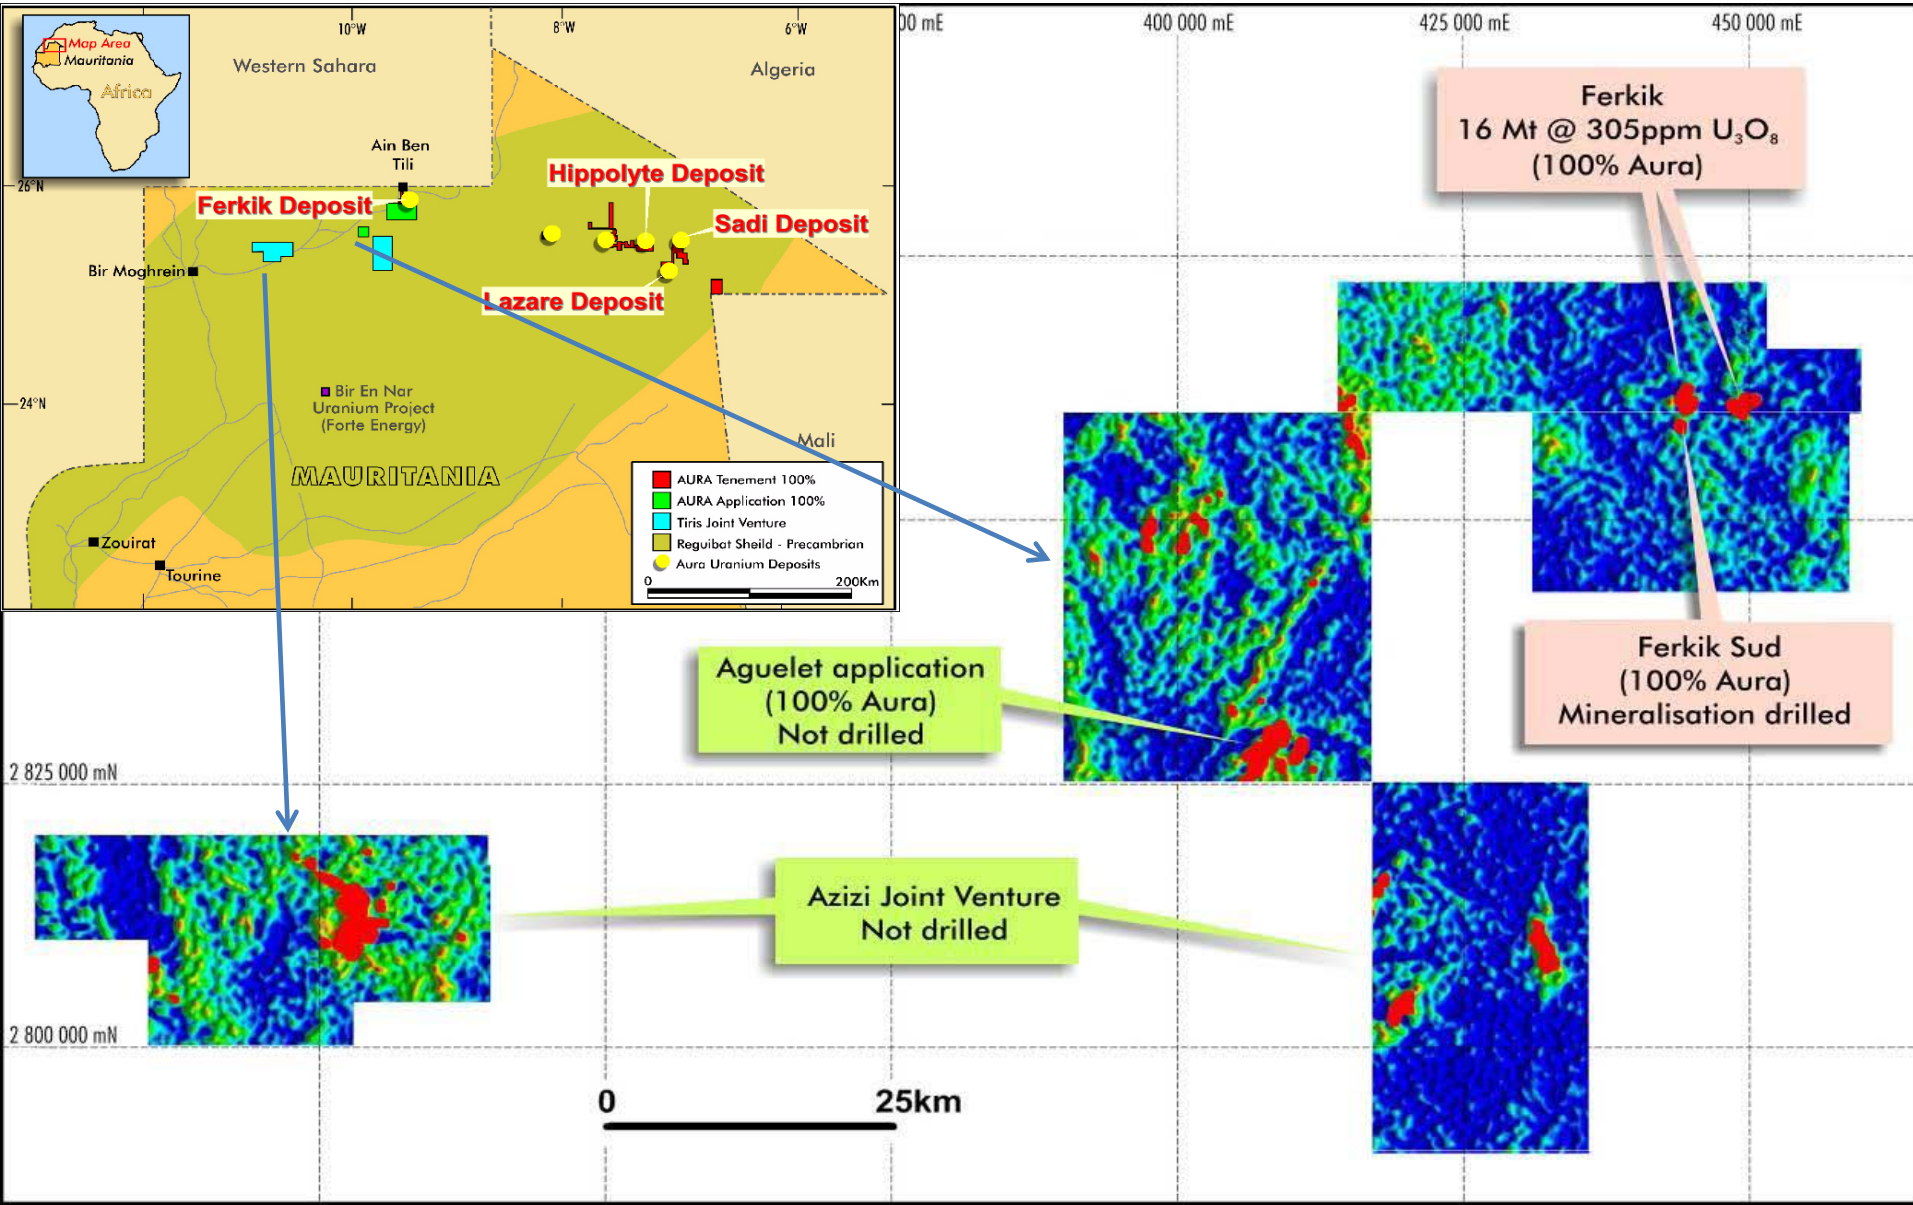 Map Area
Mauritania
Africa
10°W
8°W
6°W
Western Sahara
Algeria
Ain Ben
Tili
26°N
Hippolyte Deposit
Ferkik Deposit
Sadi Deposit
Bir Moghrein
Lazare Deposit
24°N
Bir En Nar
Uranium Project
(Forte Energy)
Mali
MAURITANIA
Zouirat
Tourine
AURA Tenement 100%
AURA Application 100%
Tiris Joint Venture
Reguibat Sheild - Precambrian
Aura Uranium Deposits
0 200Km
00 mE
400 000 mE
425 000 mE
450 000 mE
Ferkik
16 Mt @ 305ppm U₃O₈
(100% Aura)
Aguelet application
(100% Aura)
Not drilled
Ferkik Sud
(100% Aura)
Mineralisation drilled
2 825 000 mN
Azizi Joint Venture
Not drilled
2 800 000 mN
0 25km